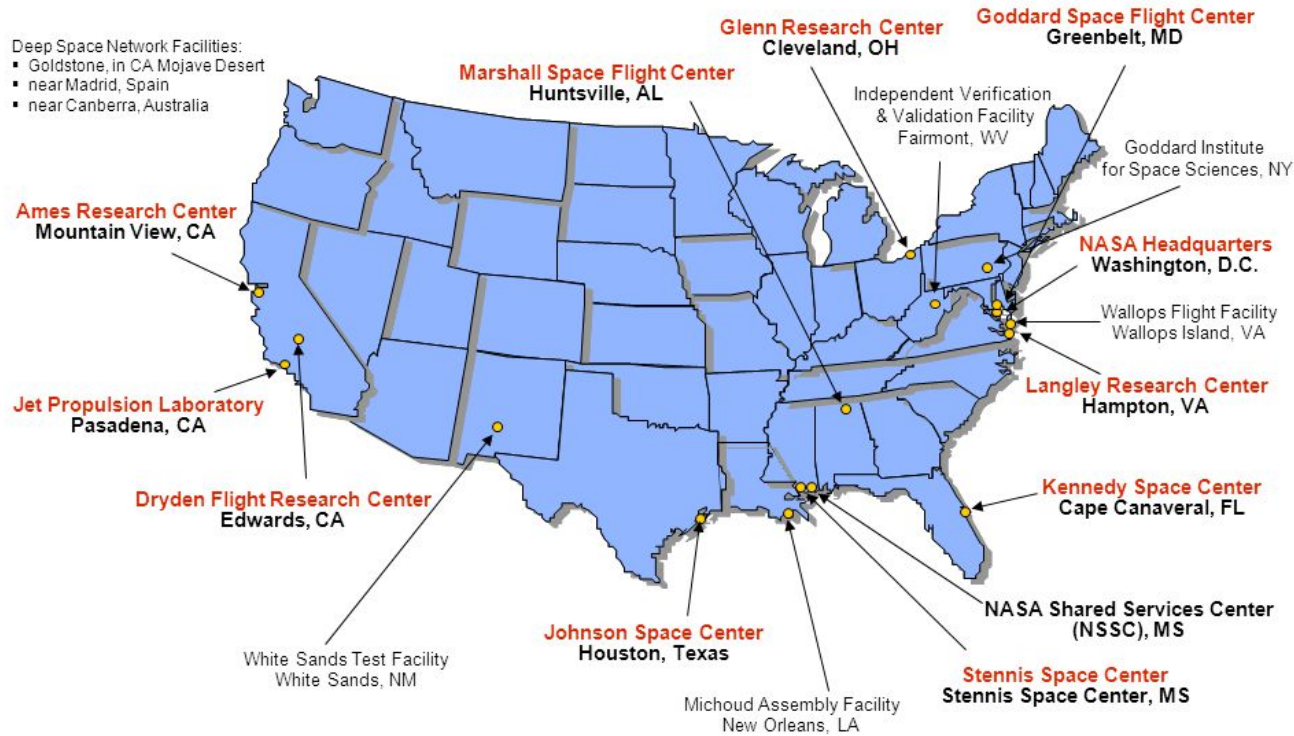 Deep Space Network Facilities:
▪ Goldstone, in CA Mojave Desert
▪ near Madrid, Spain
▪ near Canberra, Australia
Glenn Research Center
Cleveland, OH
Goddard Space Flight Center
Greenbelt, MD
Marshall Space Flight Center
Huntsville, AL
Independent Verification
& Validation Facility
Fairmont, WV
Goddard Institute
for Space Sciences, NY
Ames Research Center
Mountain View, CA
NASA Headquarters
Washington, D.C.
Wallops Flight Facility
Wallops Island, VA
Jet Propulsion Laboratory
Pasadena, CA
Langley Research Center
Hampton, VA
Dryden Flight Research Center
Edwards, CA
Kennedy Space Center
Cape Canaveral, FL
NASA Shared Services Center
(NSSC), MS
Johnson Space Center
Houston, Texas
White Sands Test Facility
White Sands, NM
Stennis Space Center
Stennis Space Center, MS
Michoud Assembly Facility
New Orleans, LA